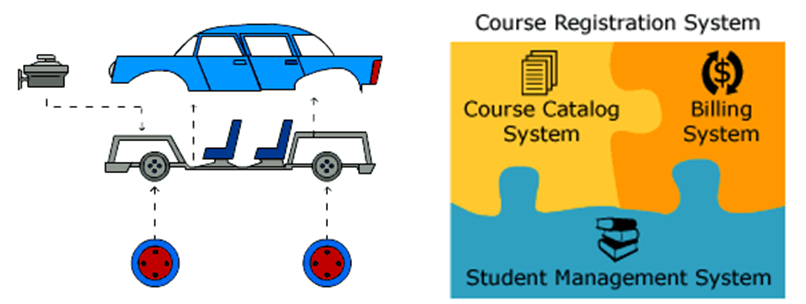 Course Registration System
Course Catalog
System
Billing
System
$
Student Management System